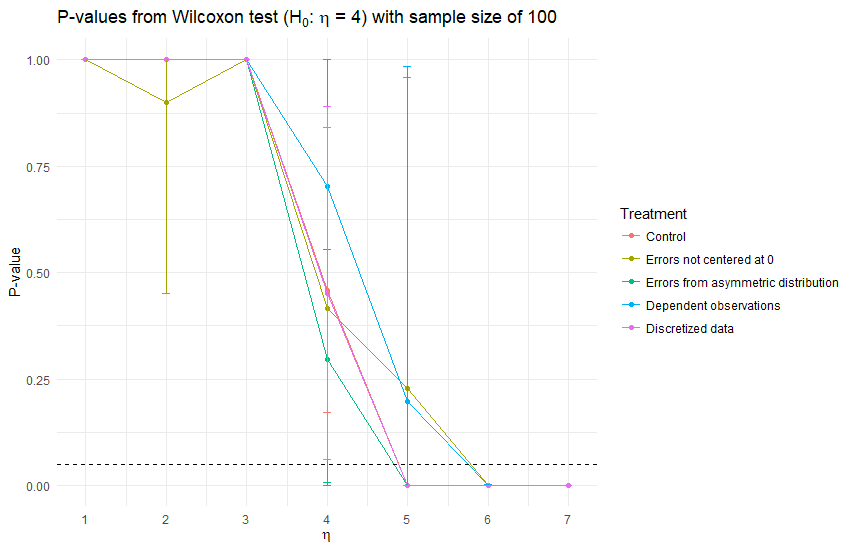 P-values from Wilcoxon test (H₀: η = 4) with sample size of 100
1.00
0.75
0.50
0.25
0.00
P-value
1 2 3 4 5 6 7
η
Treatment
Control
Errors not centered at 0
Errors from asymmetric distribution
Dependent observations
Discretized data